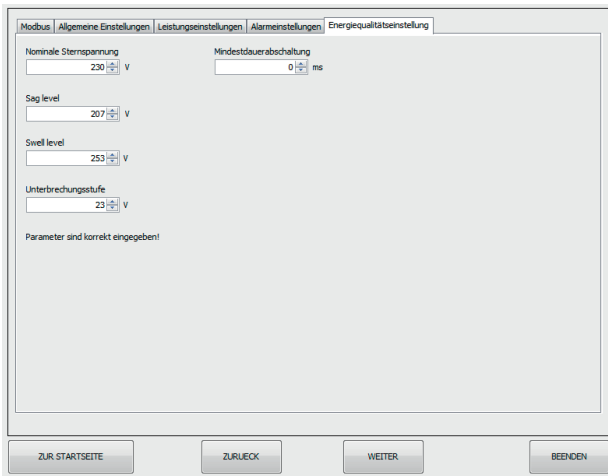 Modbus Allgemeine Einstellungen Leistungseinstellungen Alarmeinstellungen Energiequalitätseinstellung
Nominale Sternspannung Mindestdauerabschaltung
230 V 0 ms
Sag level
207 V
Swell level
253 V
Unterbrechungsstufe
23 V
Parameter sind korrekt eingegeben!
ZUR STARTSEITE ZURUECK WEITER BEENDEN